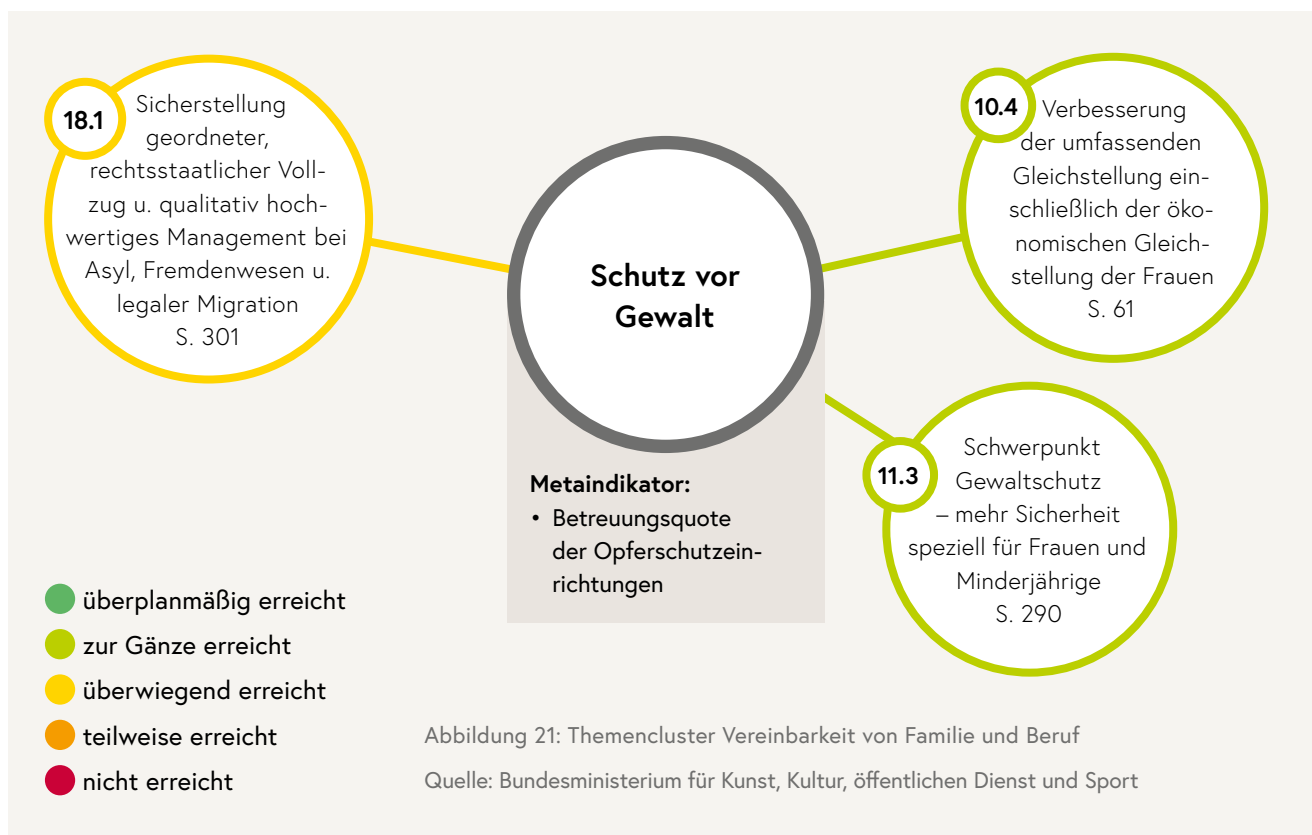 18.1
Sicherstellung
geordneter,
rechtsstaatlicher Voll-
zug u. qualitativ hoch-
wertiges Management bei
Asyl, Fremdenwesen u.
legaler Migration
S. 301
Schutz vor
Gewalt
Metaindikator:
• Betreuungsquote
der Opferschutzein-
richtungen
10.4
Verbesserung
der umfassenden
Gleichstellung ein-
schließlich der öko-
nomischen Gleich-
stellung der Frauen
S. 61
11.3
Schwerpunkt
Gewaltschutz
– mehr Sicherheit
speziell für Frauen und
Minderjährige
S. 290
überplanmäßig erreicht
zur Gänze erreicht
überwiegend erreicht
teilweise erreicht
nicht erreicht
Abbildung 21: Themencluster Vereinbarkeit von Familie und Beruf
Quelle: Bundesministerium für Kunst, Kultur, öffentlichen Dienst und Sport